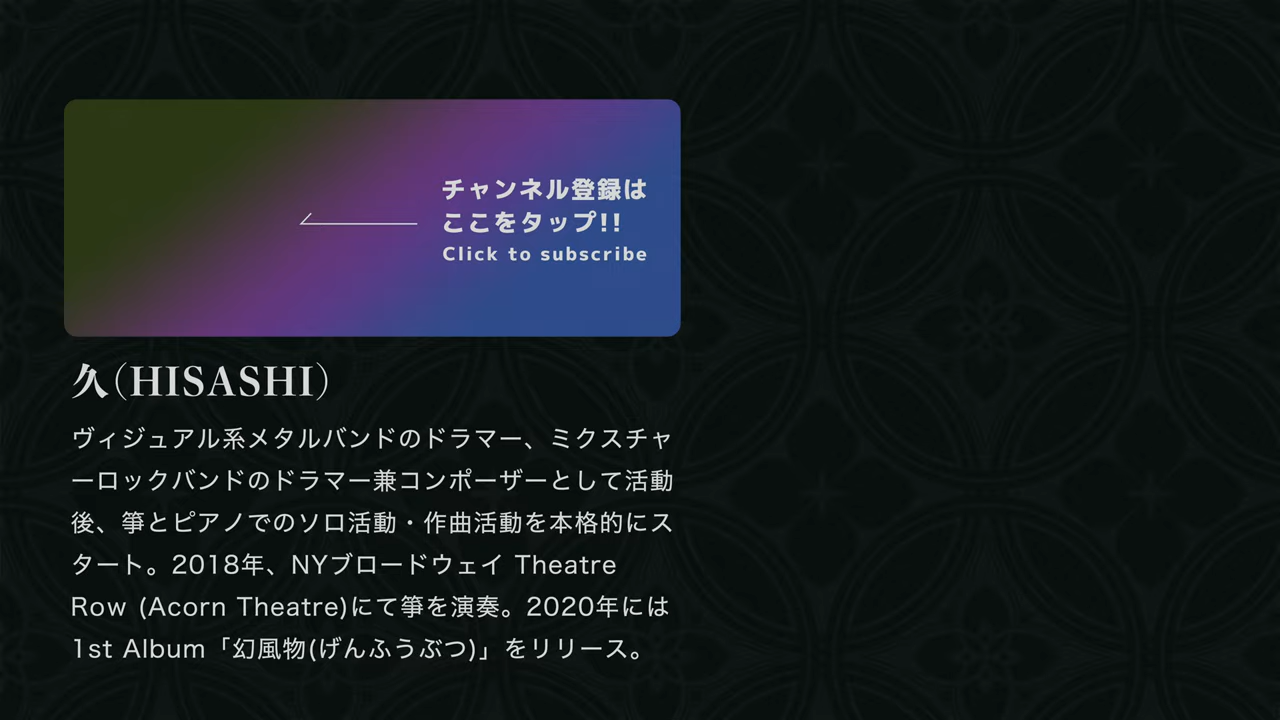 チャンネル登録は
ここをタップ!!
Click to subscribe
久(HISASHI)
ヴィジュアル系メタルバンドのドラマー、ミクスチャ
ーロックバンドのドラマー兼コンポーザーとして活動
後、箏とピアノでのソロ活動・作曲活動を本格的にス
タート。2018年、NYブロードウェイ Theatre
Row (Acorn Theatre)にて箏を演奏。2020年には
1st Album「幻風物(げんふうぶつ)」をリリース。